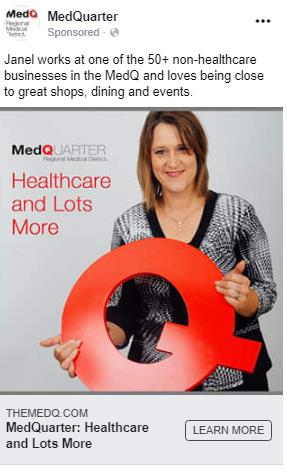 MedQ
Regional
Medical
District.
MedQuarter
Sponsored ·
Janel works at one of the 50+ non-healthcare
businesses in the MedQ and loves being close
to great shops, dining and events.
MedQUARTER
Regional Medical District.
Healthcare
and Lots
More
Q
THEMEDQ.COM
MedQuarter: Healthcare
and Lots More
LEARN MORE